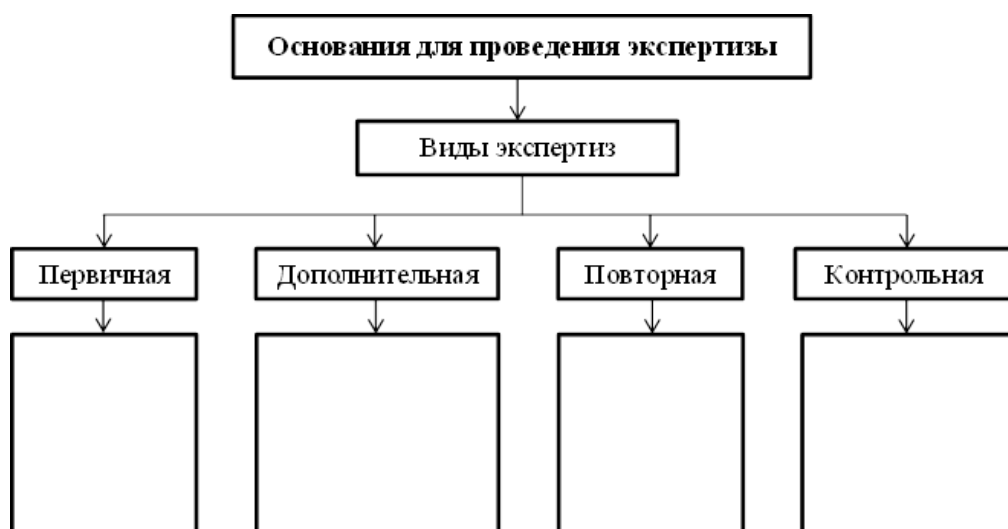 Основания для проведения экспертизы
Виды экспертиз
Первичная
Дополнительная
Повторная
Контрольная